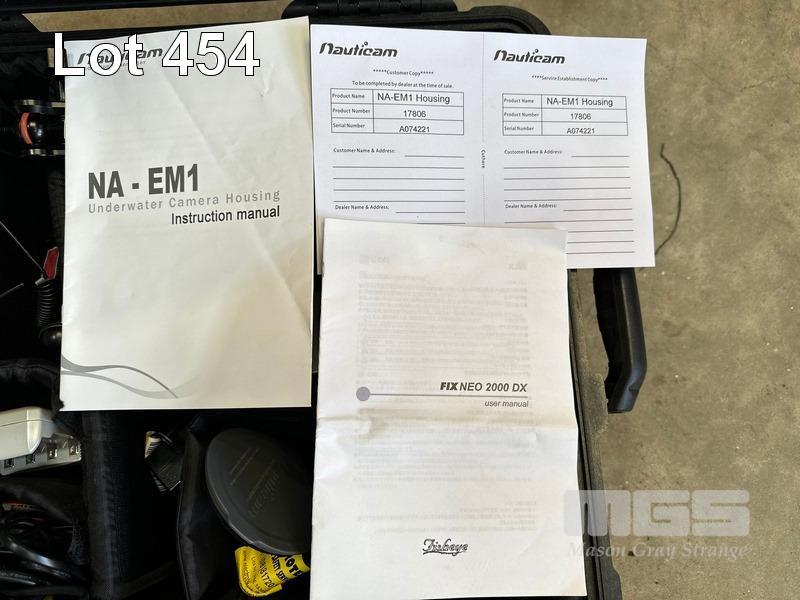 Lot 454
Nauticam
NA - EM1
Underwater Camera Housing
Instruction manual
Nauticam
*****Customer Copy*****
To be completed by dealer at the time of sale.
Product Name NA-EM1 Housing
Product Number 17806
Serial Number A074221
Customer Name & Address:
Dealer Name & Address:
Cut here
Nauticam
****Service Establishment Copy****
Product Name NA-EM1 Housing
Product Number 17806
Serial Number A074221
Customer Name & Address:
Dealer Name & Address:
FIX NEO 2000 DX
user manual
Fisheye
MGS
Mason Gray Strange